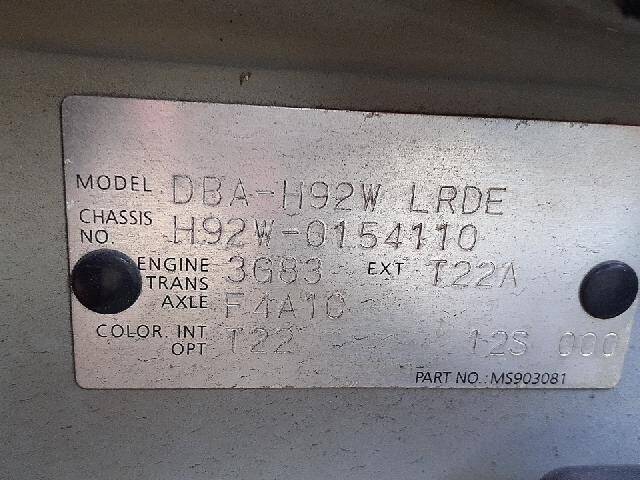 MODEL DBA-H92W LRDE
CHASSIS NO. H92W-0154110
ENGINE 3G83 EXT T22A
TRANS AXLE F4A10
COLOR. INT OPT T22 12S 000
PART NO.: MS903081